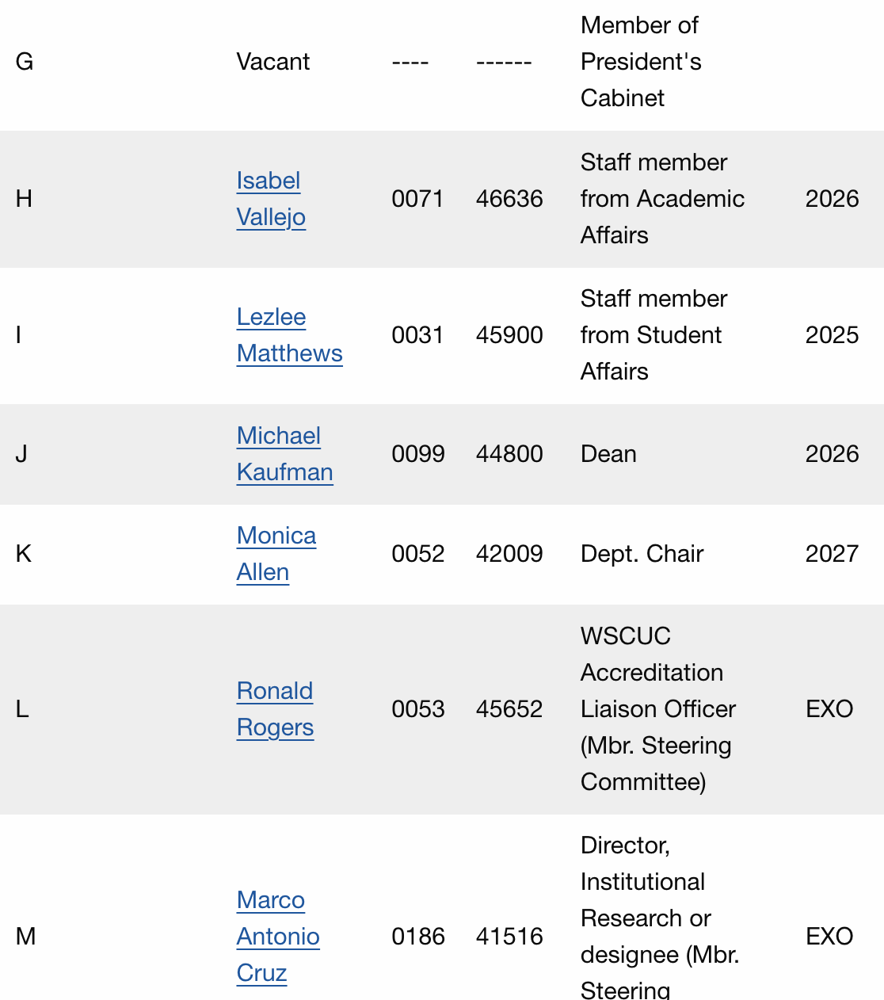 G Vacant ---- ------ Member of
President's
Cabinet
H Isabel
Vallejo 0071 46636 Staff member
from Academic
Affairs 2026
I Lezlee
Matthews 0031 45900 Staff member
from Student
Affairs 2025
J Michael
Kaufman 0099 44800 Dean 2026
K Monica
Allen 0052 42009 Dept. Chair 2027
L Ronald
Rogers 0053 45652 WSCUC
Accreditation
Liaison Officer
(Mbr. Steering
Committee) EXO
M Marco
Antonio
Cruz 0186 41516 Director,
Institutional
Research or
designee (Mbr.
Steering EXO